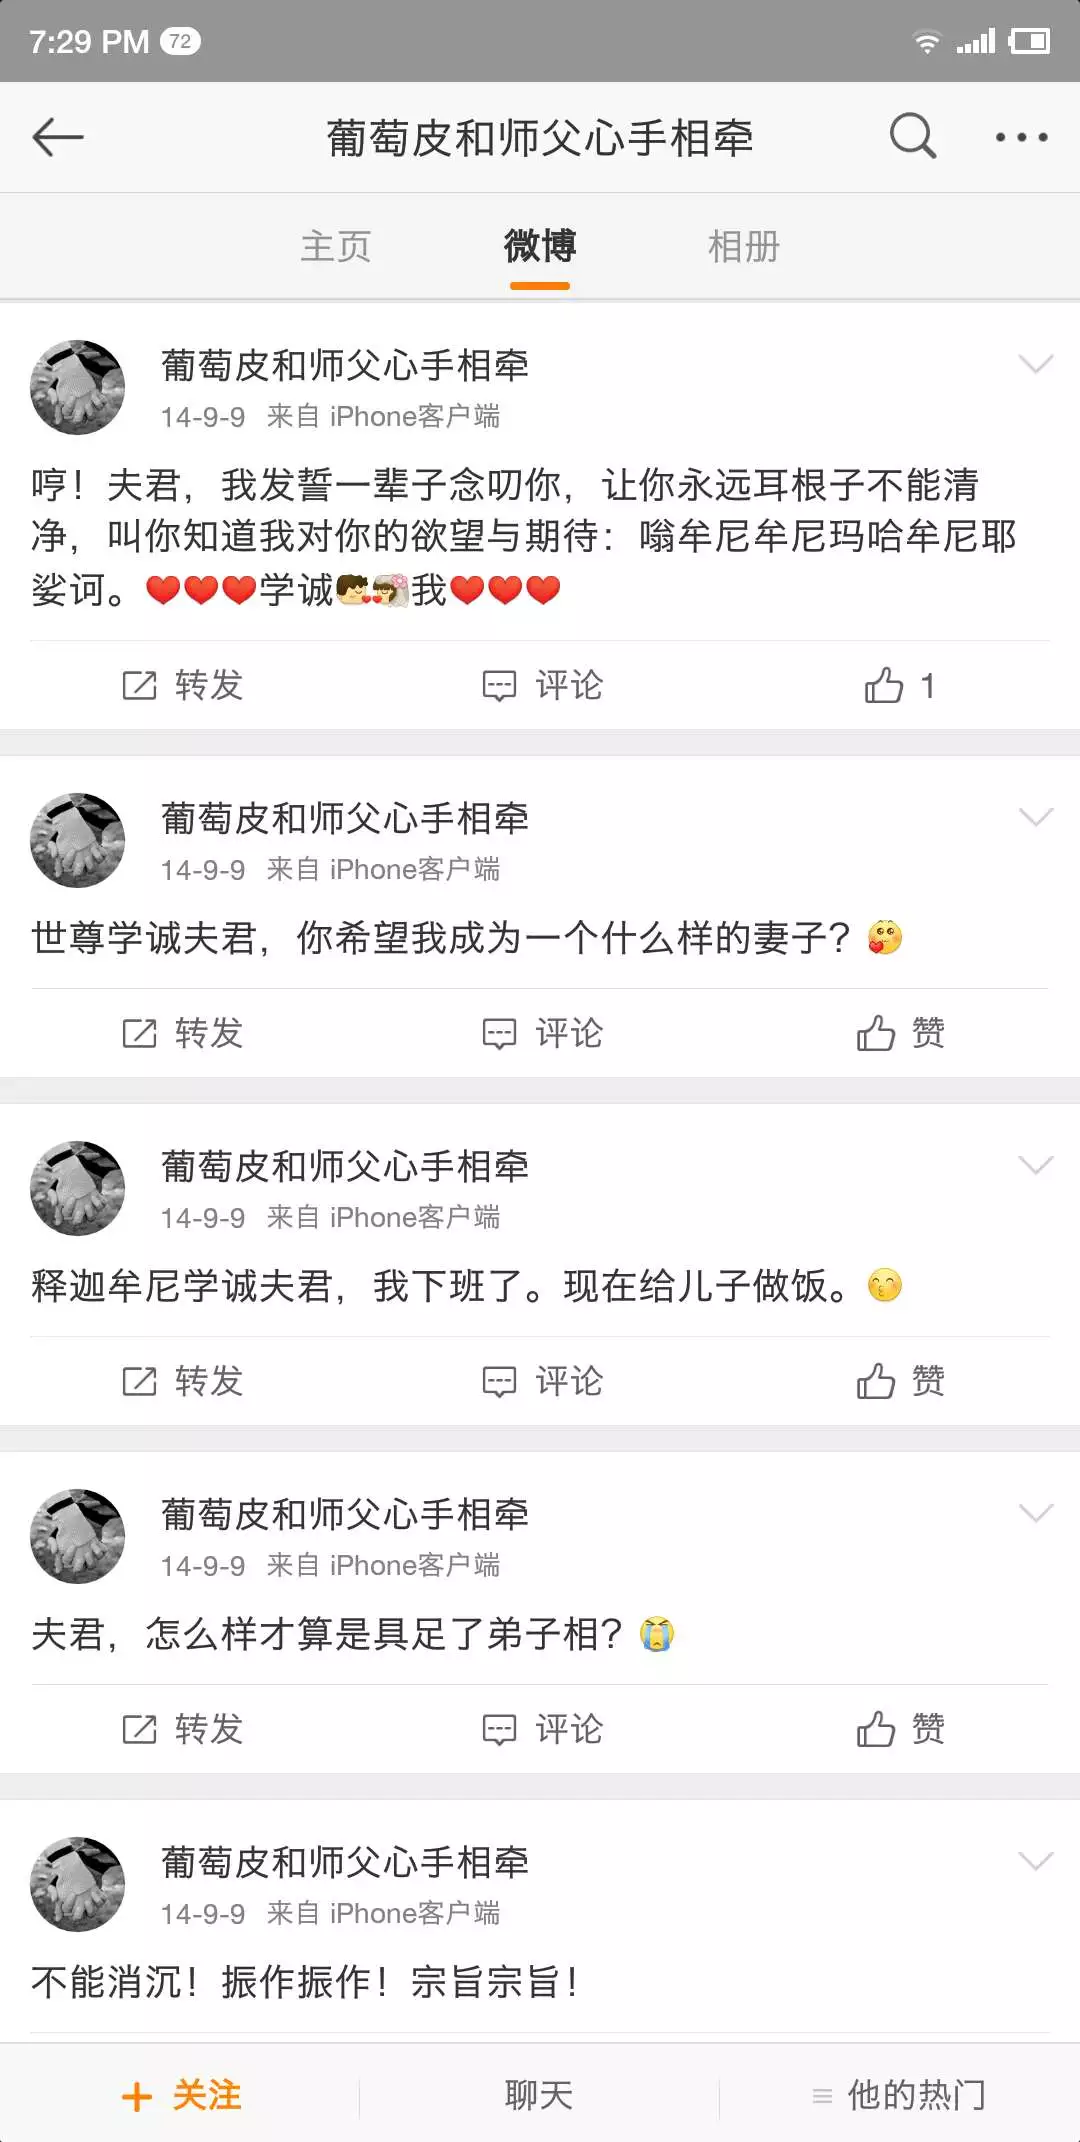 7:29 PM 72
葡萄皮和师父心手相牵
主页 微博 相册
葡萄皮和师父心手相牵
14-9-9 来自 iPhone客户端
哼！夫君，我发誓一辈子念叨你，让你永远耳根子不能清
净，叫你知道我对你的欲望与期待：嗡牟尼牟尼玛哈牟尼耶
娑诃。❤️❤️❤️学诚我❤️❤️❤️
转发 评论 1
葡萄皮和师父心手相牵
14-9-9 来自 iPhone客户端
世尊学诚夫君，你希望我成为一个什么样的妻子？
转发 评论 赞
葡萄皮和师父心手相牵
14-9-9 来自 iPhone客户端
释迦牟尼学诚夫君，我下班了。现在给儿子做饭。
转发 评论 赞
葡萄皮和师父心手相牵
14-9-9 来自 iPhone客户端
夫君，怎么样才算是具足了弟子相？
转发 评论 赞
葡萄皮和师父心手相牵
14-9-9 来自 iPhone客户端
不能消沉！振作振作！宗旨宗旨！
关注 聊天 他的热门